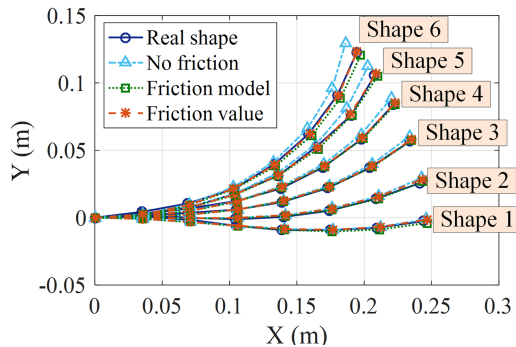 0.15
0.1
0.05
0
-0.05
Y (m)
Real shape
No friction
Friction model
Friction value
Shape 6
Shape 5
Shape 4
Shape 3
Shape 2
Shape 1
0 0.05 0.1 0.15 0.2 0.25 0.3
X (m)